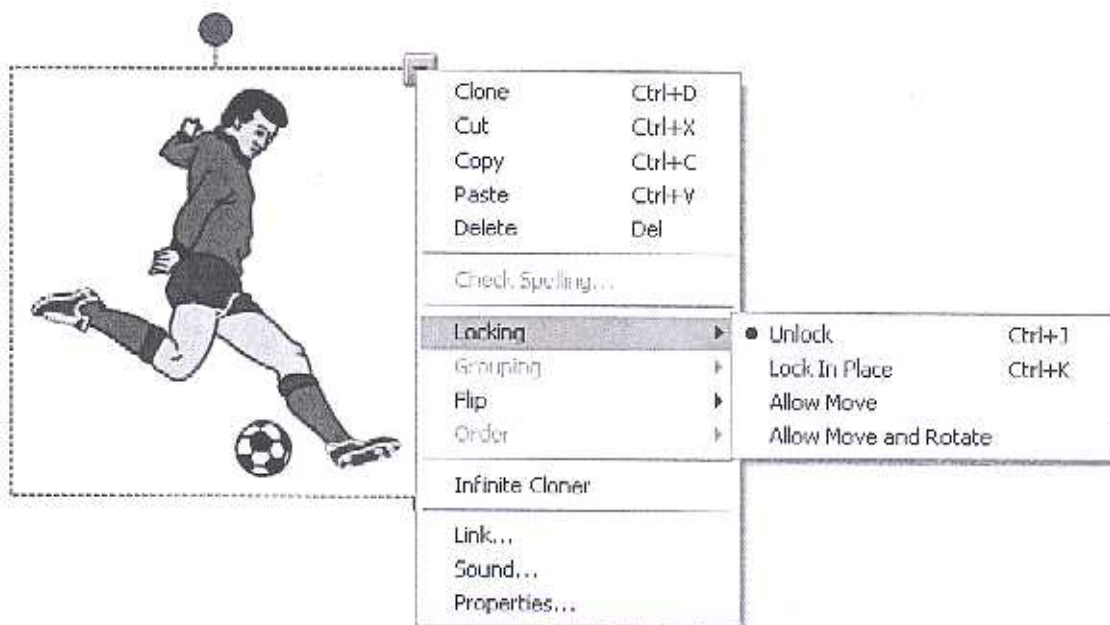 Clone Ctrl+D
Cut Ctrl+X
Copy Ctrl+C
Paste Ctrl+V
Delete Del
Check Spelling...
Locking
Unlock Ctrl+J
Grouping
Lock In Place Ctrl+K
Flip
Allow Move
Order
Allow Move and Rotate
Infinite Cloner
Link...
Sound...
Properties...